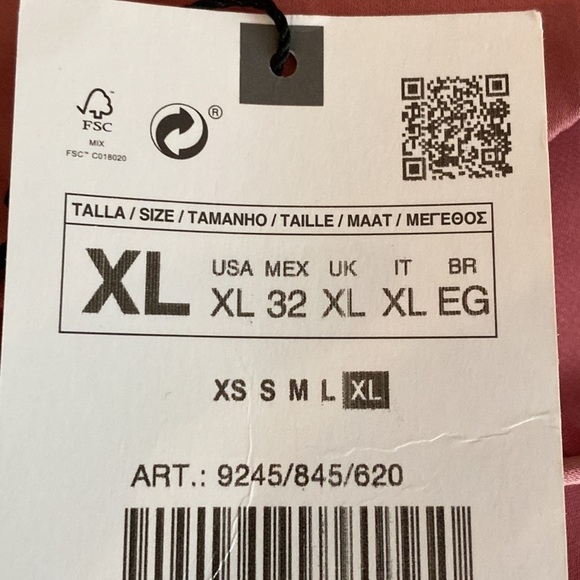 ®
FSC
MIX
FSC™ C018020
TALLA / SIZE / TAMANHO / TAILLE / MAAT / ΜΕΓΕΘΟΣ
XL
USA MEX UK IT BR
XL 32 XL XL EG
XS S M L XL
ART.: 9245/845/620